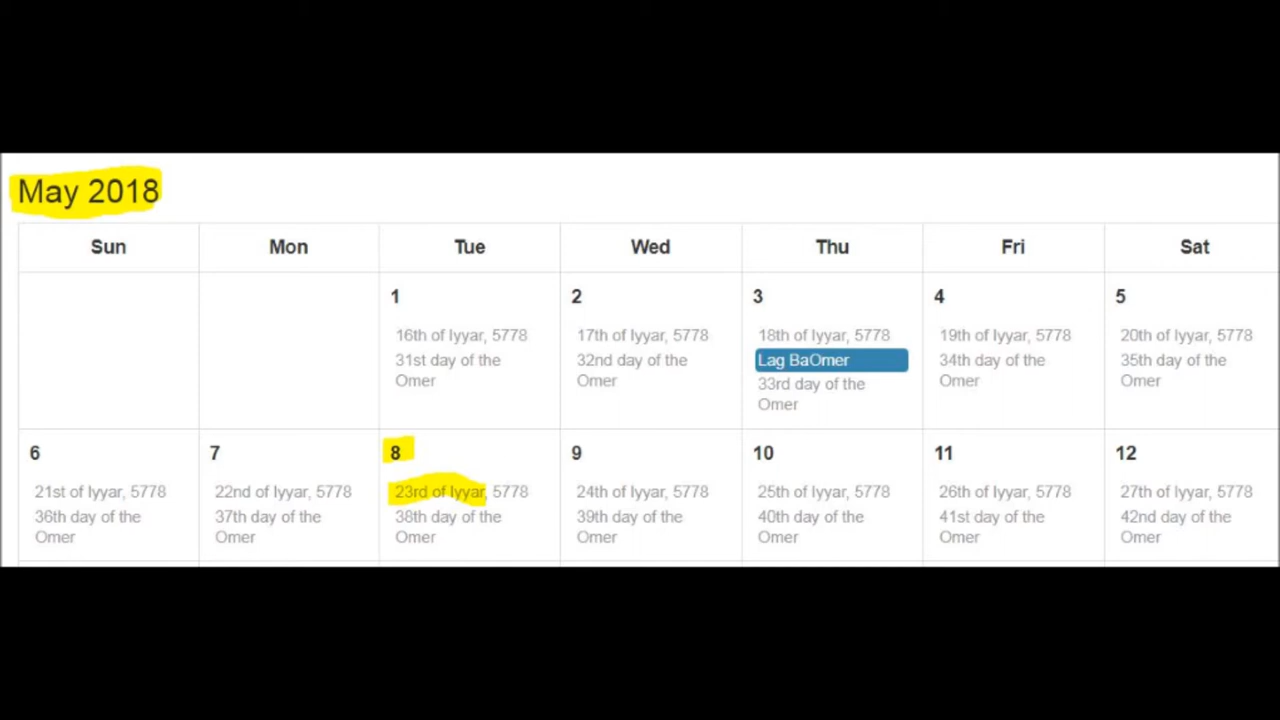 May 2018
Sun Mon Tue Wed Thu Fri Sat
1
16th of Iyyar, 5778
31st day of the
Omer
2
17th of Iyyar, 5778
32nd day of the
Omer
3
18th of Iyyar, 5778
Lag BaOmer
33rd day of the
Omer
4
19th of Iyyar, 5778
34th day of the
Omer
5
20th of Iyyar, 5778
35th day of the
Omer
6
21st of Iyyar, 5778
36th day of the
Omer
7
22nd of Iyyar, 5778
37th day of the
Omer
8
23rd of Iyyar, 5778
38th day of the
Omer
9
24th of Iyyar, 5778
39th day of the
Omer
10
25th of Iyyar, 5778
40th day of the
Omer
11
26th of Iyyar, 5778
41st day of the
Omer
12
27th of Iyyar, 5778
42nd day of the
Omer